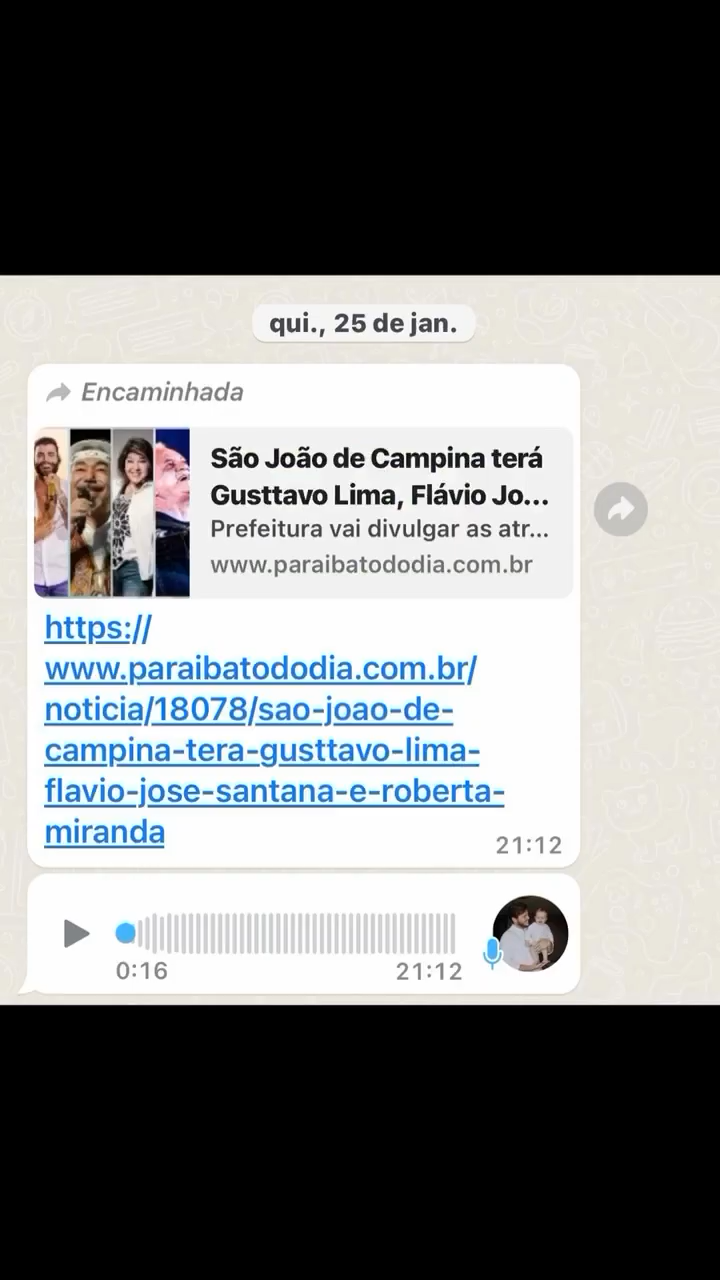 qui., 25 de jan.
Encaminhada
São João de Campina terá
Gusttavo Lima, Flávio Jo...
Prefeitura vai divulgar as atr...
www.paraibatododia.com.br
https://
www.paraibatododia.com.br/
noticia/18078/sao-joao-de-
campina-tera-gusttavo-lima-
flavio-jose-santana-e-roberta-
miranda
21:12
0:16
21:12